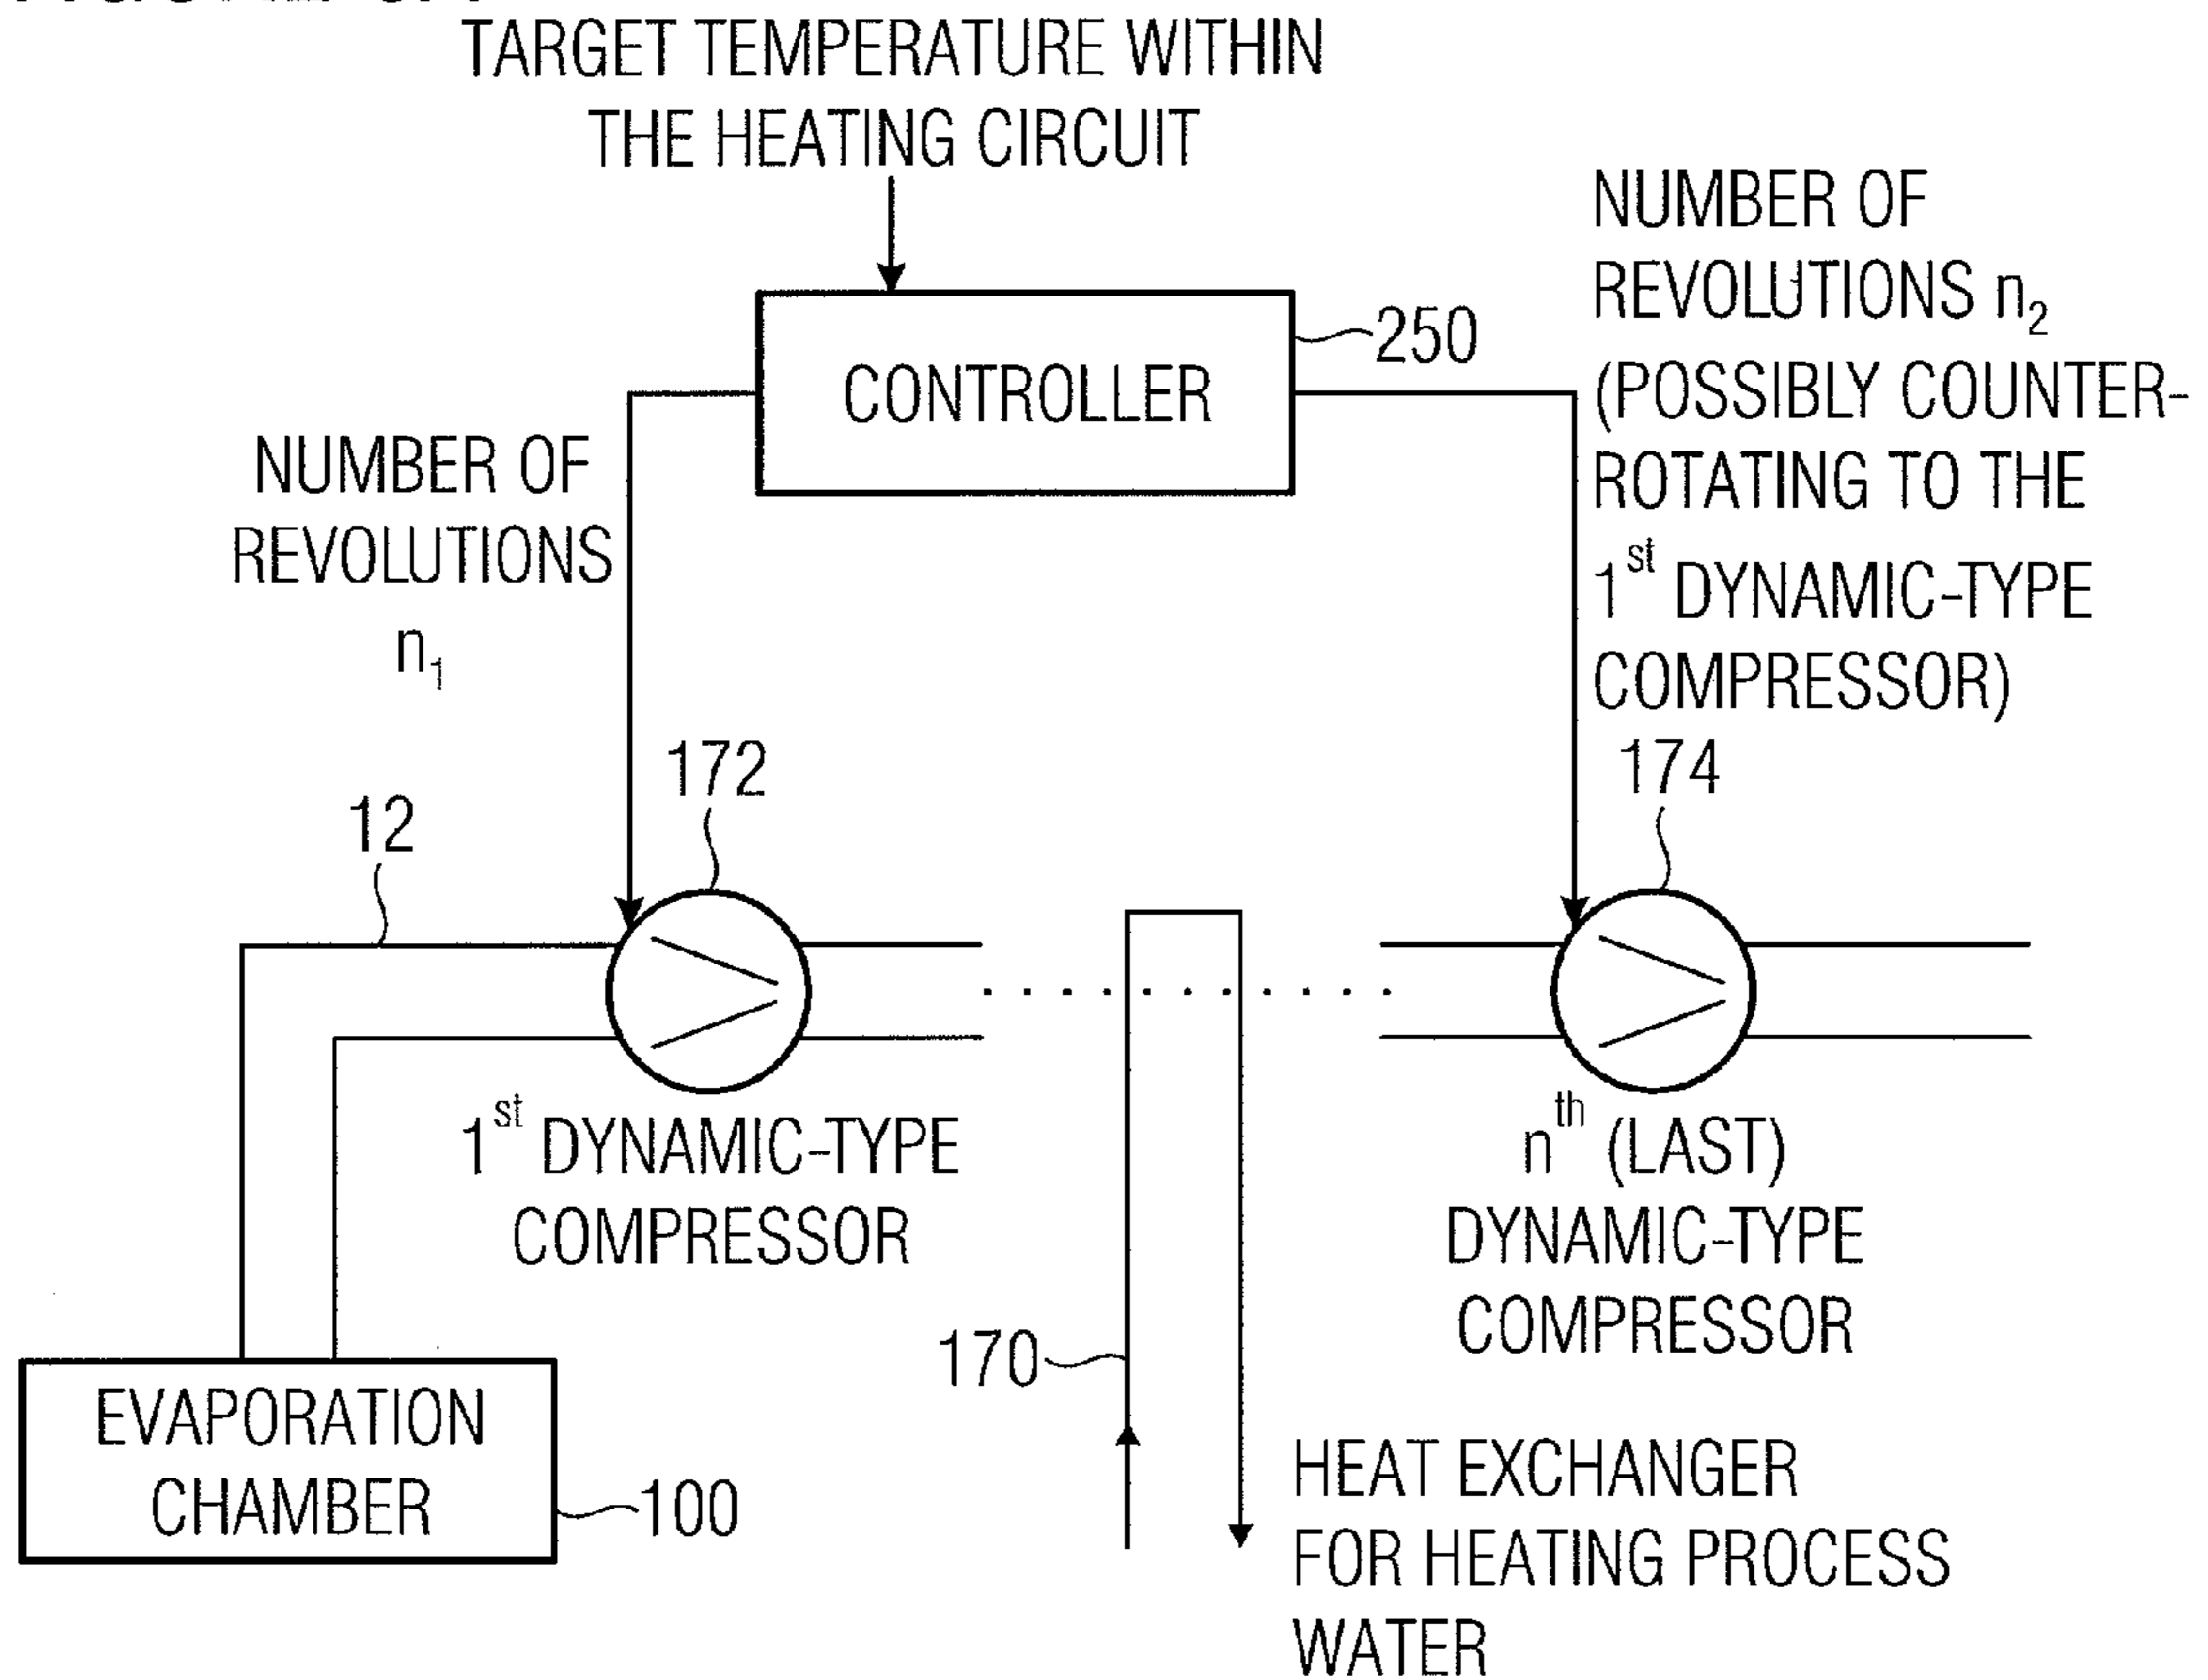 TARGET TEMPERATURE WITHIN
THE HEATING CIRCUIT
CONTROLLER
250
NUMBER OF
REVOLUTIONS
n₁
NUMBER OF
REVOLUTIONS n₂
(POSSIBLY COUNTER-
ROTATING TO THE
1st DYNAMIC-TYPE
COMPRESSOR)
12
172
174
1st DYNAMIC-TYPE
COMPRESSOR
nth (LAST)
DYNAMIC-TYPE
COMPRESSOR
170
EVAPORATION
CHAMBER
100
HEAT EXCHANGER
FOR HEATING PROCESS
WATER